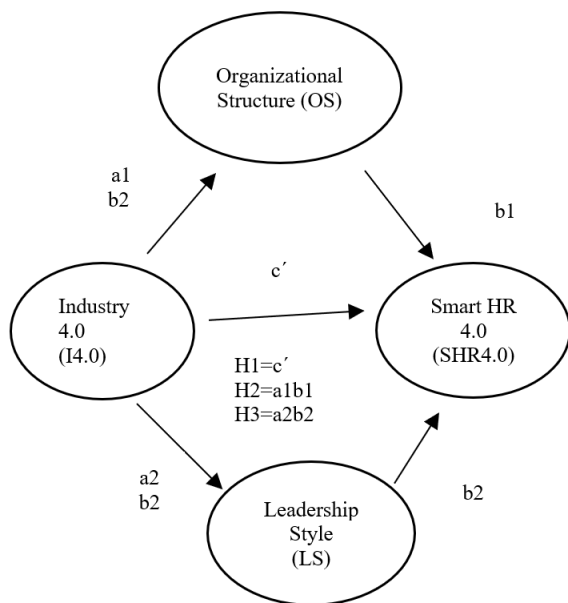 Organizational
Structure (OS)
a1
b2
b1
c´
Industry
4.0
(I4.0)
Smart HR
4.0
(SHR4.0)
H1=c´
H2=a1b1
H3=a2b2
a2
b2
b2
Leadership
Style
(LS)